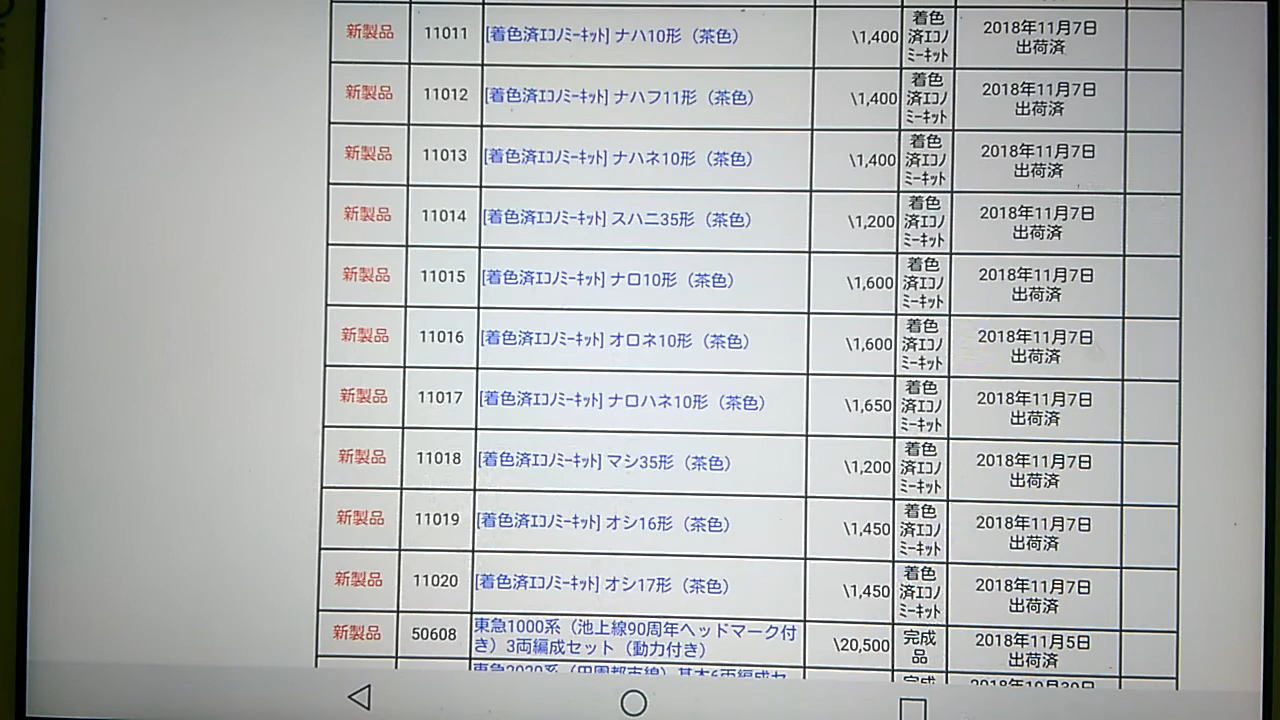 新製品 11011 [着色済ｴｺﾉﾐｰｷｯﾄ] ナハ10形（茶色） \1,400 着色済ｴｺﾉﾐｰｷｯﾄ 2018年11月7日 出荷済
新製品 11012 [着色済ｴｺﾉﾐｰｷｯﾄ] ナハフ11形（茶色） \1,400 着色済ｴｺﾉﾐｰｷｯﾄ 2018年11月7日 出荷済
新製品 11013 [着色済ｴｺﾉﾐｰｷｯﾄ] ナハネ10形（茶色） \1,400 着色済ｴｺﾉﾐｰｷｯﾄ 2018年11月7日 出荷済
新製品 11014 [着色済ｴｺﾉﾐｰｷｯﾄ] スハニ35形（茶色） \1,200 着色済ｴｺﾉﾐｰｷｯﾄ 2018年11月7日 出荷済
新製品 11015 [着色済ｴｺﾉﾐｰｷｯﾄ] ナロ10形（茶色） \1,600 着色済ｴｺﾉﾐｰｷｯﾄ 2018年11月7日 出荷済
新製品 11016 [着色済ｴｺﾉﾐｰｷｯﾄ] オロネ10形（茶色） \1,600 着色済ｴｺﾉﾐｰｷｯﾄ 2018年11月7日 出荷済
新製品 11017 [着色済ｴｺﾉﾐｰｷｯﾄ] ナロハネ10形（茶色） \1,650 着色済ｴｺﾉﾐｰｷｯﾄ 2018年11月7日 出荷済
新製品 11018 [着色済ｴｺﾉﾐｰｷｯﾄ] マシ35形（茶色） \1,200 着色済ｴｺﾉﾐｰｷｯﾄ 2018年11月7日 出荷済
新製品 11019 [着色済ｴｺﾉﾐｰｷｯﾄ] オシ16形（茶色） \1,450 着色済ｴｺﾉﾐｰｷｯﾄ 2018年11月7日 出荷済
新製品 11020 [着色済ｴｺﾉﾐｰｷｯﾄ] オシ17形（茶色） \1,450 着色済ｴｺﾉﾐｰｷｯﾄ 2018年11月7日 出荷済
新製品 50608 東急1000系（池上線90周年ヘッドマーク付き）3両編成セット（動力付き） \20,500 完成品 2018年11月5日 出荷済